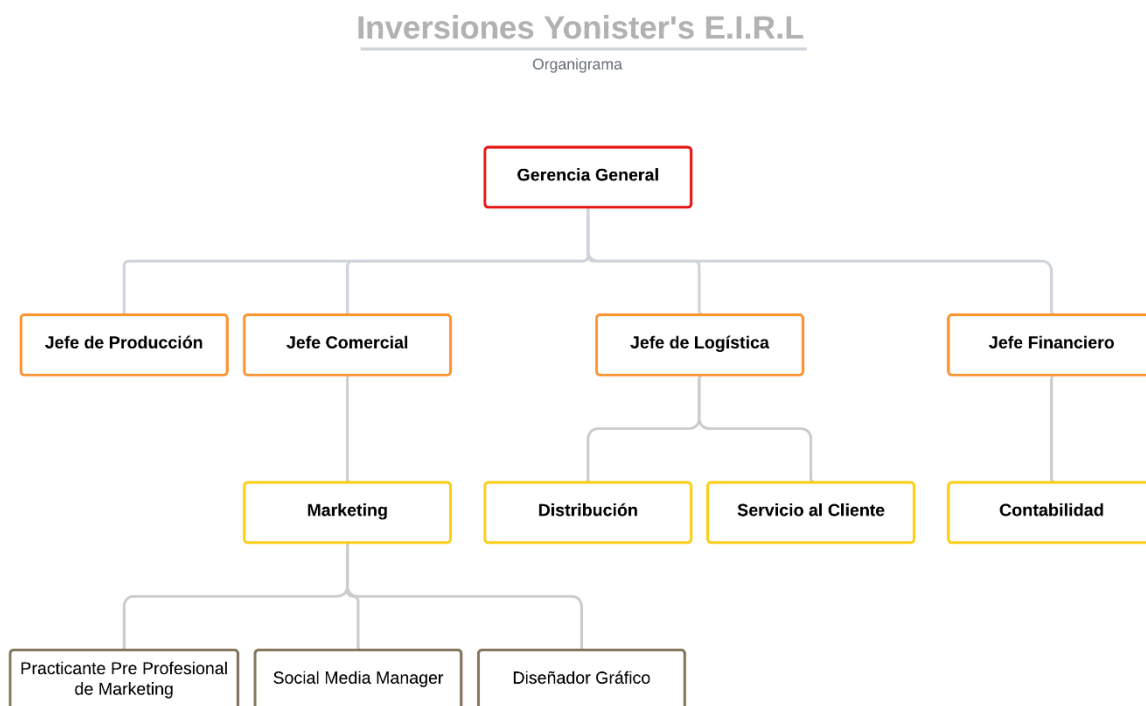 Inversiones Yonister's E.I.R.L
Organigrama
Gerencia General
Jefe de Producción
Jefe Comercial
Jefe de Logística
Jefe Financiero
Marketing
Distribución
Servicio al Cliente
Contabilidad
Practicante Pre Profesional
de Marketing
Social Media Manager
Diseñador Gráfico